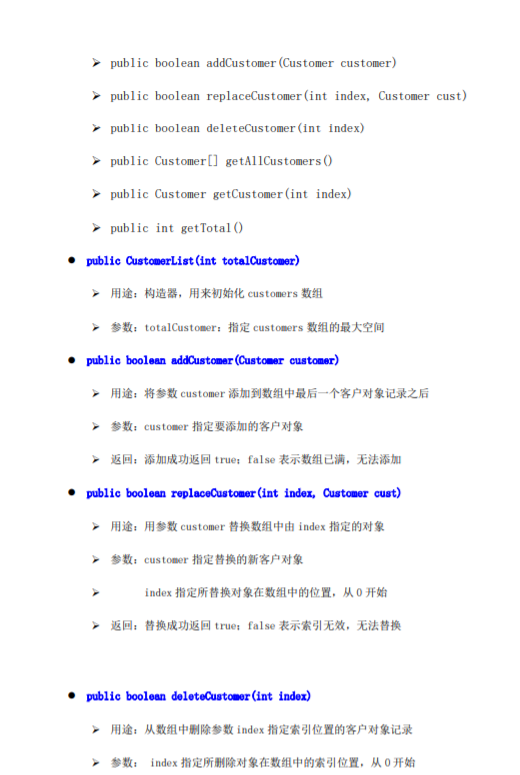 ➢ public boolean addCustomer(Customer customer)
➢ public boolean replaceCustomer(int index, Customer cust)
➢ public boolean deleteCustomer(int index)
➢ public Customer[] getAllCustomers()
➢ public Customer getCustomer(int index)
➢ public int getTotal()
● public CustomerList(int totalCustomer)
➢ 用途：构造器，用来初始化 customers 数组
➢ 参数：totalCustomer：指定 customers 数组的最大空间
● public boolean addCustomer(Customer customer)
➢ 用途：将参数 customer 添加到数组中最后一个客户对象记录之后
➢ 参数：customer 指定要添加的客户对象
➢ 返回：添加成功返回 true；false 表示数组已满，无法添加
● public boolean replaceCustomer(int index, Customer cust)
➢ 用途：用参数 customer 替换数组中由 index 指定的对象
➢ 参数：customer 指定替换的新客户对象
➢ index 指定所替换对象在数组中的位置，从 0 开始
➢ 返回：替换成功返回 true；false 表示索引无效，无法替换
● public boolean deleteCustomer(int index)
➢ 用途：从数组中删除参数 index 指定索引位置的客户对象记录
➢ 参数： index 指定所删除对象在数组中的索引位置，从 0 开始